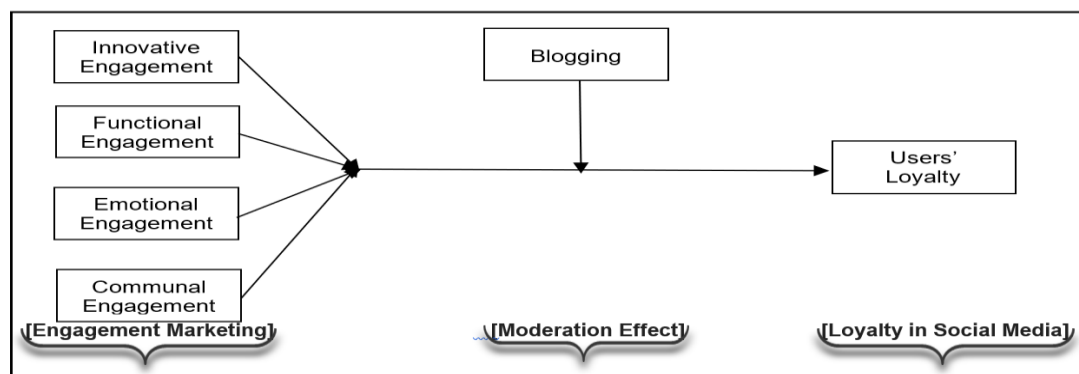 Innovative
Engagement
Functional
Engagement
Emotional
Engagement
Communal
Engagement
[Engagement Marketing]
Blogging
[Moderation Effect]
Users'
Loyalty
[Loyalty in Social Media]